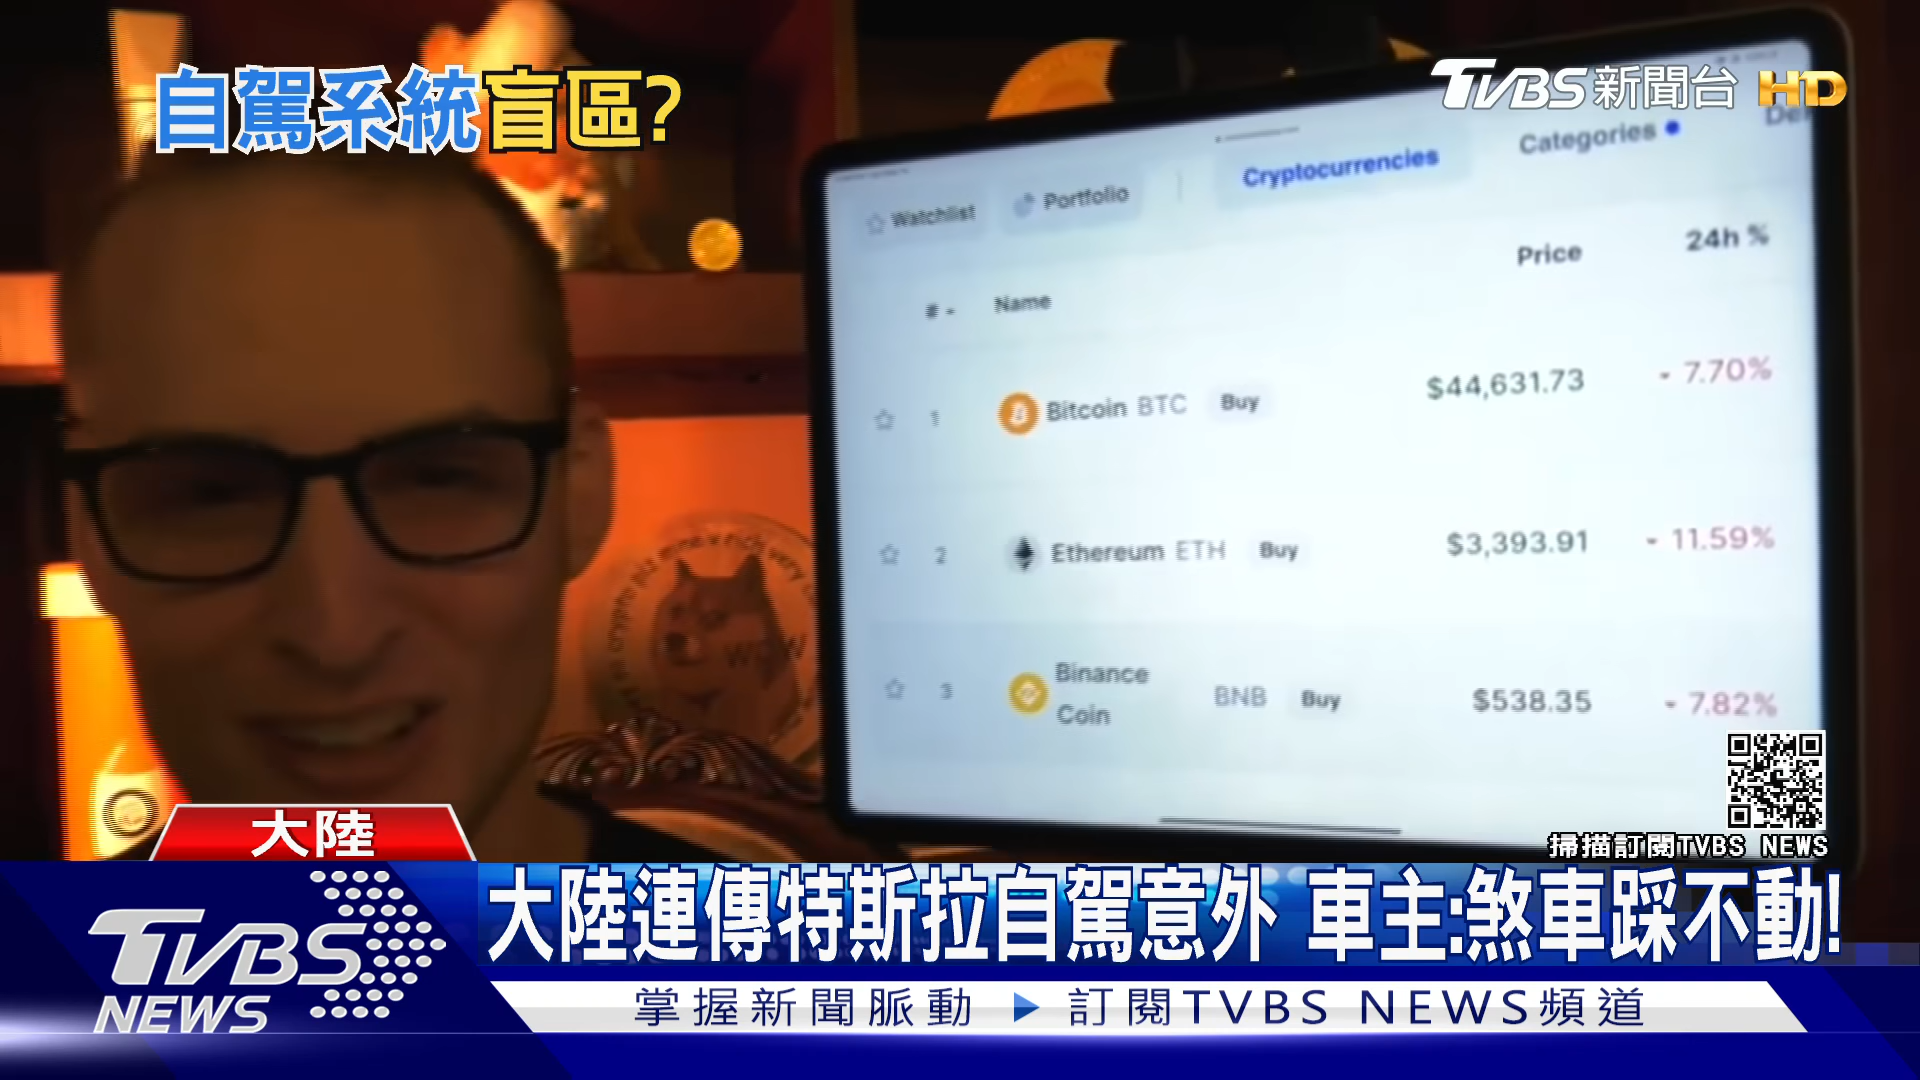 自駕系統盲區?
TVBS新聞台 HD
Watchlist
Portfolio
Cryptocurrencies
Categories
# Name Price 24h %
1 Bitcoin BTC Buy $44,631.73 7.70%
2 Ethereum ETH Buy $3,393.91 11.59%
3 Binance Coin BNB Buy $538.35 7.82%
WOW
掃描訂閱TVBS NEWS
大陸
大陸連傳特斯拉自駕意外 車主:煞車踩不動!
TVBS NEWS
掌握新聞脈動 訂閱TVBS NEWS頻道